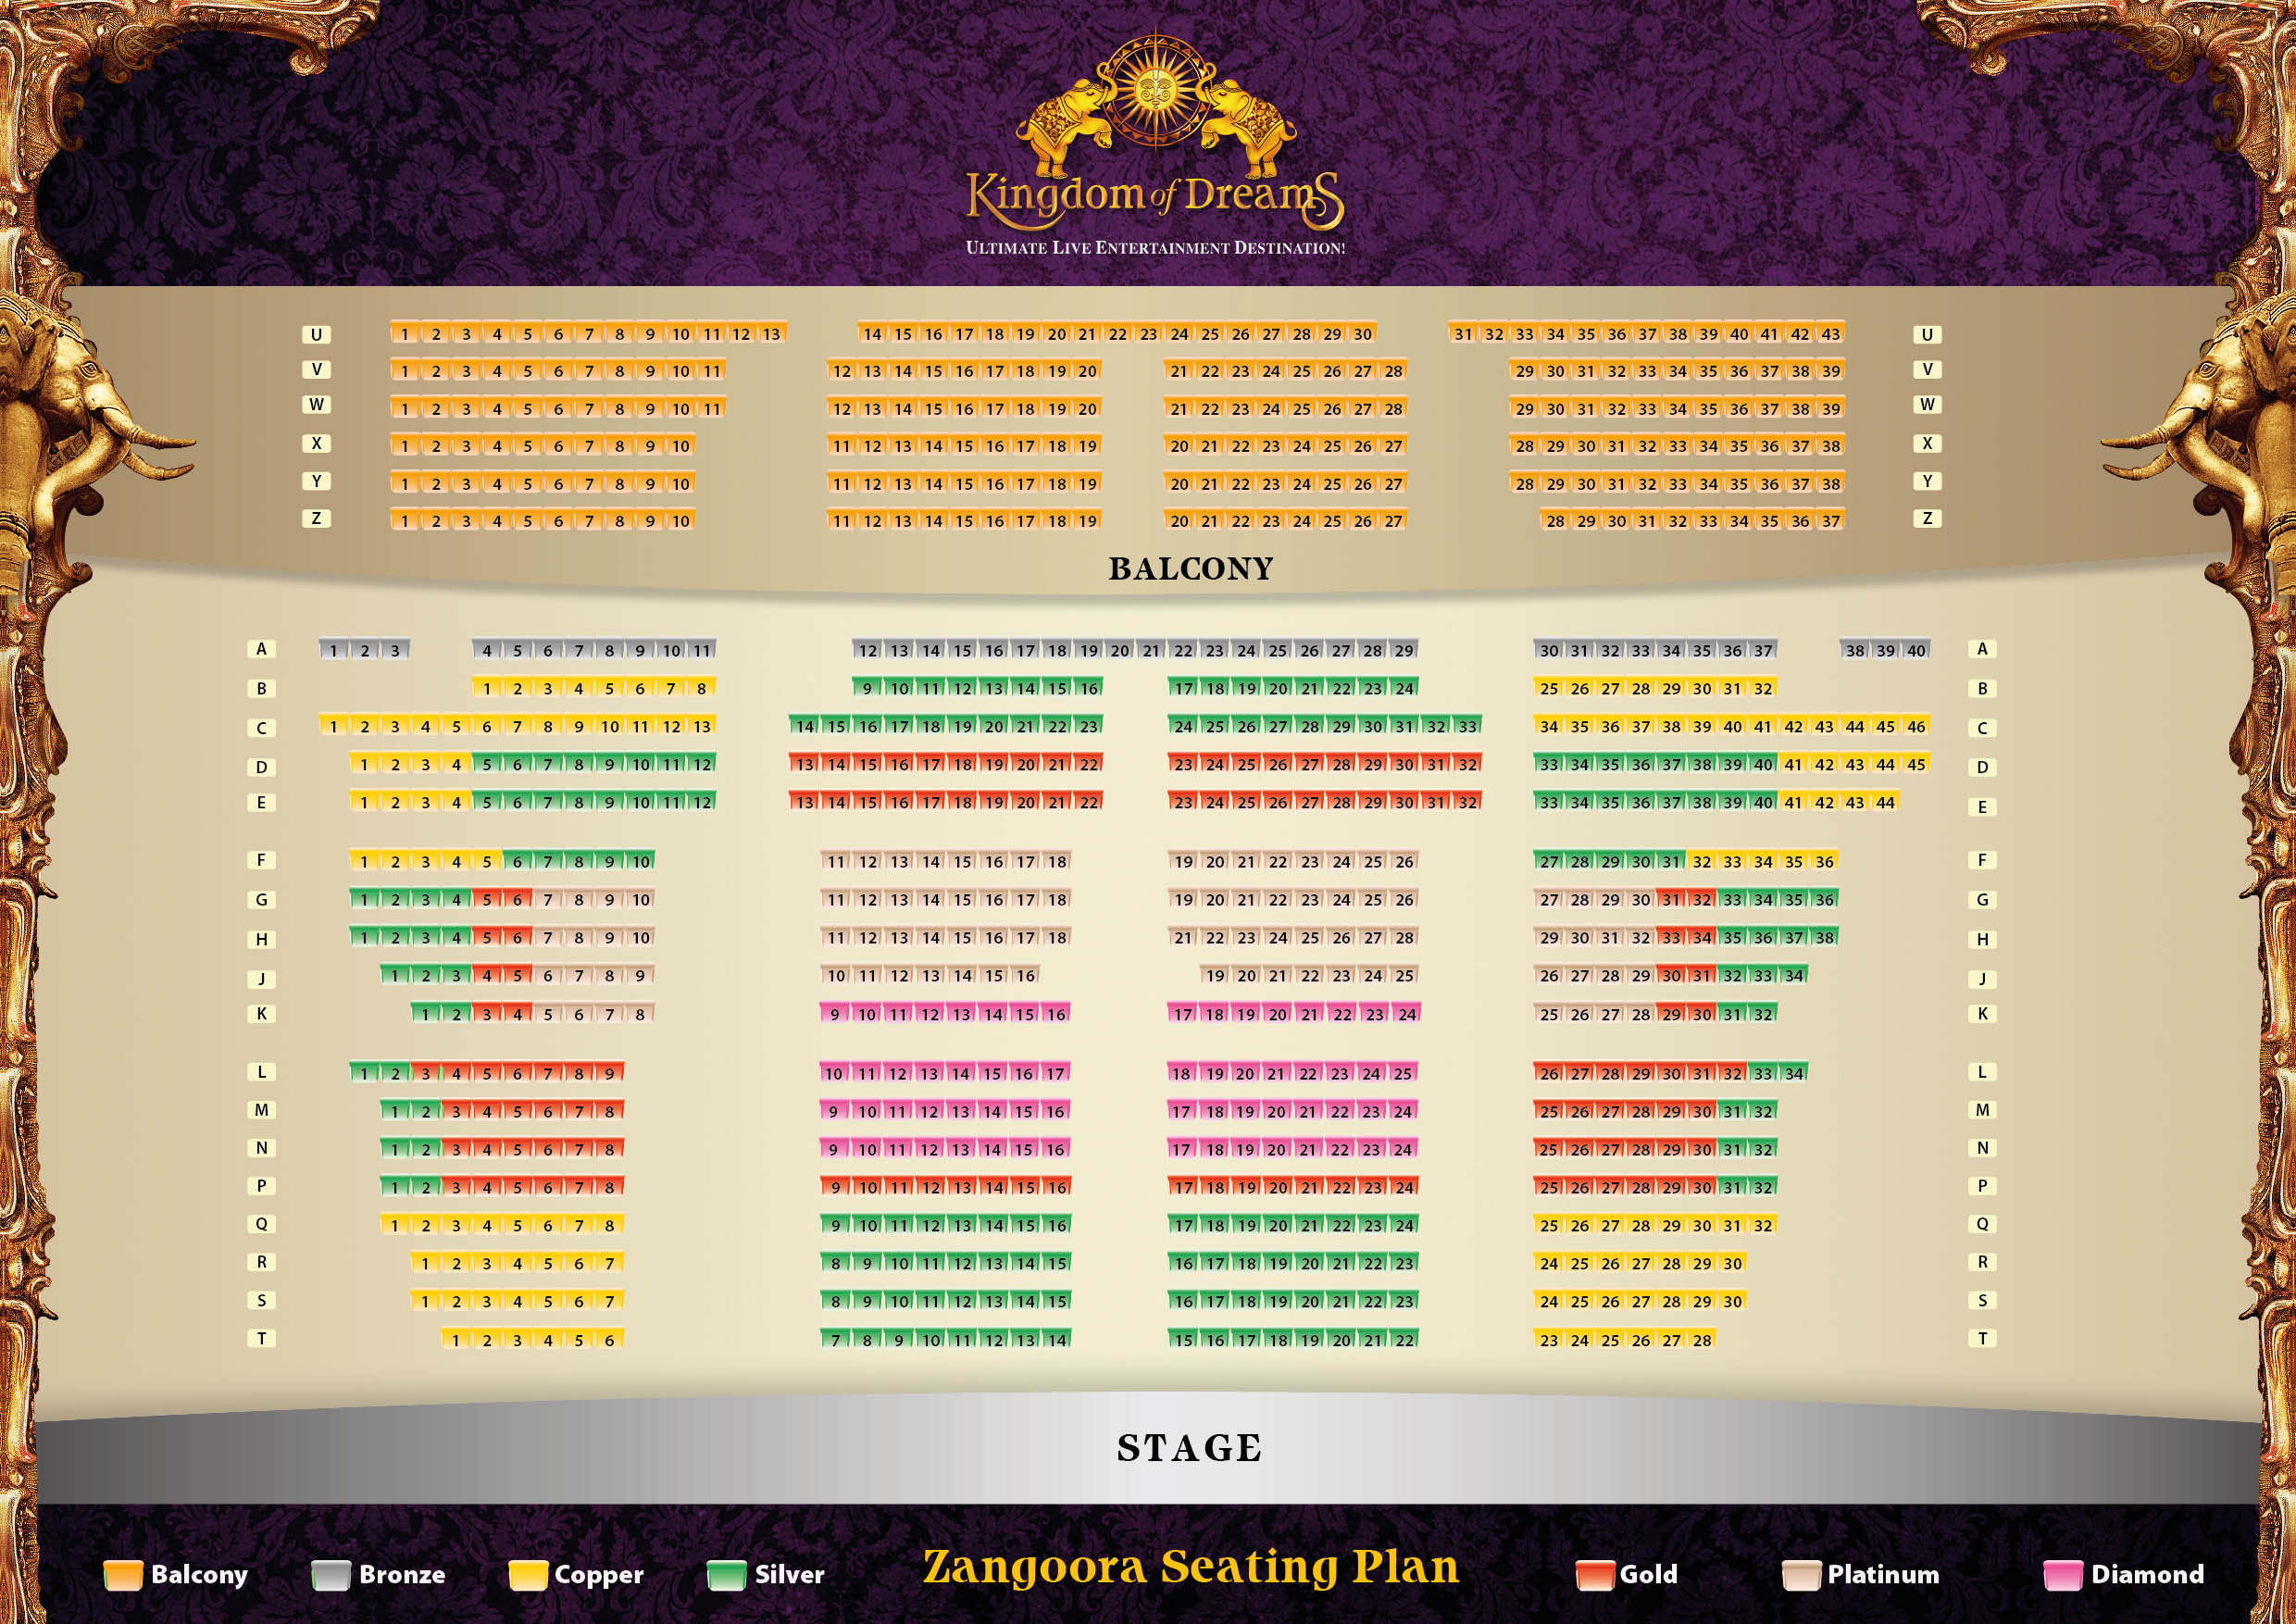 Kingdom of Dreams
ULTIMATE LIVE ENTERTAINMENT DESTINATION!
U 1 2 3 4 5 6 7 8 9 10 11 12 13 14 15 16 17 18 19 20 21 22 23 24 25 26 27 28 29 30 31 32 33 34 35 36 37 38 39 40 41 42 43 U
V 1 2 3 4 5 6 7 8 9 10 11 12 13 14 15 16 17 18 19 20 21 22 23 24 25 26 27 28 29 30 31 32 33 34 35 36 37 38 39 V
W 1 2 3 4 5 6 7 8 9 10 11 12 13 14 15 16 17 18 19 20 21 22 23 24 25 26 27 28 29 30 31 32 33 34 35 36 37 38 39 W
X 1 2 3 4 5 6 7 8 9 10 11 12 13 14 15 16 17 18 19 20 21 22 23 24 25 26 27 28 29 30 31 32 33 34 35 36 37 38 X
Y 1 2 3 4 5 6 7 8 9 10 11 12 13 14 15 16 17 18 19 20 21 22 23 24 25 26 27 28 29 30 31 32 33 34 35 36 37 38 Y
Z 1 2 3 4 5 6 7 8 9 10 11 12 13 14 15 16 17 18 19 20 21 22 23 24 25 26 27 28 29 30 31 32 33 34 35 36 37 Z
BALCONY
A 1 2 3 4 5 6 7 8 9 10 11 12 13 14 15 16 17 18 19 20 21 22 23 24 25 26 27 28 29 30 31 32 33 34 35 36 37 38 39 40 A
B 1 2 3 4 5 6 7 8 9 10 11 12 13 14 15 16 17 18 19 20 21 22 23 24 25 26 27 28 29 30 31 32 B
C 1 2 3 4 5 6 7 8 9 10 11 12 13 14 15 16 17 18 19 20 21 22 23 24 25 26 27 28 29 30 31 32 33 34 35 36 37 38 39 40 41 42 43 44 45 46 C
D 1 2 3 4 5 6 7 8 9 10 11 12 13 14 15 16 17 18 19 20 21 22 23 24 25 26 27 28 29 30 31 32 33 34 35 36 37 38 39 40 41 42 43 44 45 D
E 1 2 3 4 5 6 7 8 9 10 11 12 13 14 15 16 17 18 19 20 21 22 23 24 25 26 27 28 29 30 31 32 33 34 35 36 37 38 39 40 41 42 43 44 E
F 1 2 3 4 5 6 7 8 9 10 11 12 13 14 15 16 17 18 19 20 21 22 23 24 25 26 27 28 29 30 31 32 33 34 35 36 F
G 1 2 3 4 5 6 7 8 9 10 11 12 13 14 15 16 17 18 19 20 21 22 23 24 25 26 27 28 29 30 31 32 33 34 35 36 G
H 1 2 3 4 5 6 7 8 9 10 11 12 13 14 15 16 17 18 21 22 23 24 25 26 27 28 29 30 31 32 33 34 35 36 37 38 H
J 1 2 3 4 5 6 7 8 9 10 11 12 13 14 15 16 19 20 21 22 23 24 25 26 27 28 29 30 31 32 33 34 J
K 1 2 3 4 5 6 7 8 9 10 11 12 13 14 15 16 17 18 19 20 21 22 23 24 25 26 27 28 29 30 31 32 K
L 1 2 3 4 5 6 7 8 9 10 11 12 13 14 15 16 17 18 19 20 21 22 23 24 25 26 27 28 29 30 31 32 33 34 L
M 1 2 3 4 5 6 7 8 9 10 11 12 13 14 15 16 17 18 19 20 21 22 23 24 25 26 27 28 29 30 31 32 M
N 1 2 3 4 5 6 7 8 9 10 11 12 13 14 15 16 17 18 19 20 21 22 23 24 25 26 27 28 29 30 31 32 N
P 1 2 3 4 5 6 7 8 9 10 11 12 13 14 15 16 17 18 19 20 21 22 23 24 25 26 27 28 29 30 31 32 P
Q 1 2 3 4 5 6 7 8 9 10 11 12 13 14 15 16 17 18 19 20 21 22 23 24 25 26 27 28 29 30 31 32 Q
R 1 2 3 4 5 6 7 8 9 10 11 12 13 14 15 16 17 18 19 20 21 22 23 24 25 26 27 28 29 30 R
S 1 2 3 4 5 6 7 8 9 10 11 12 13 14 15 16 17 18 19 20 21 22 23 24 25 26 27 28 29 30 S
T 1 2 3 4 5 6 7 8 9 10 11 12 13 14 15 16 17 18 19 20 21 22 23 24 25 26 27 28 T
STAGE
Balcony Bronze Copper Silver Zangoora Seating Plan Gold Platinum Diamond